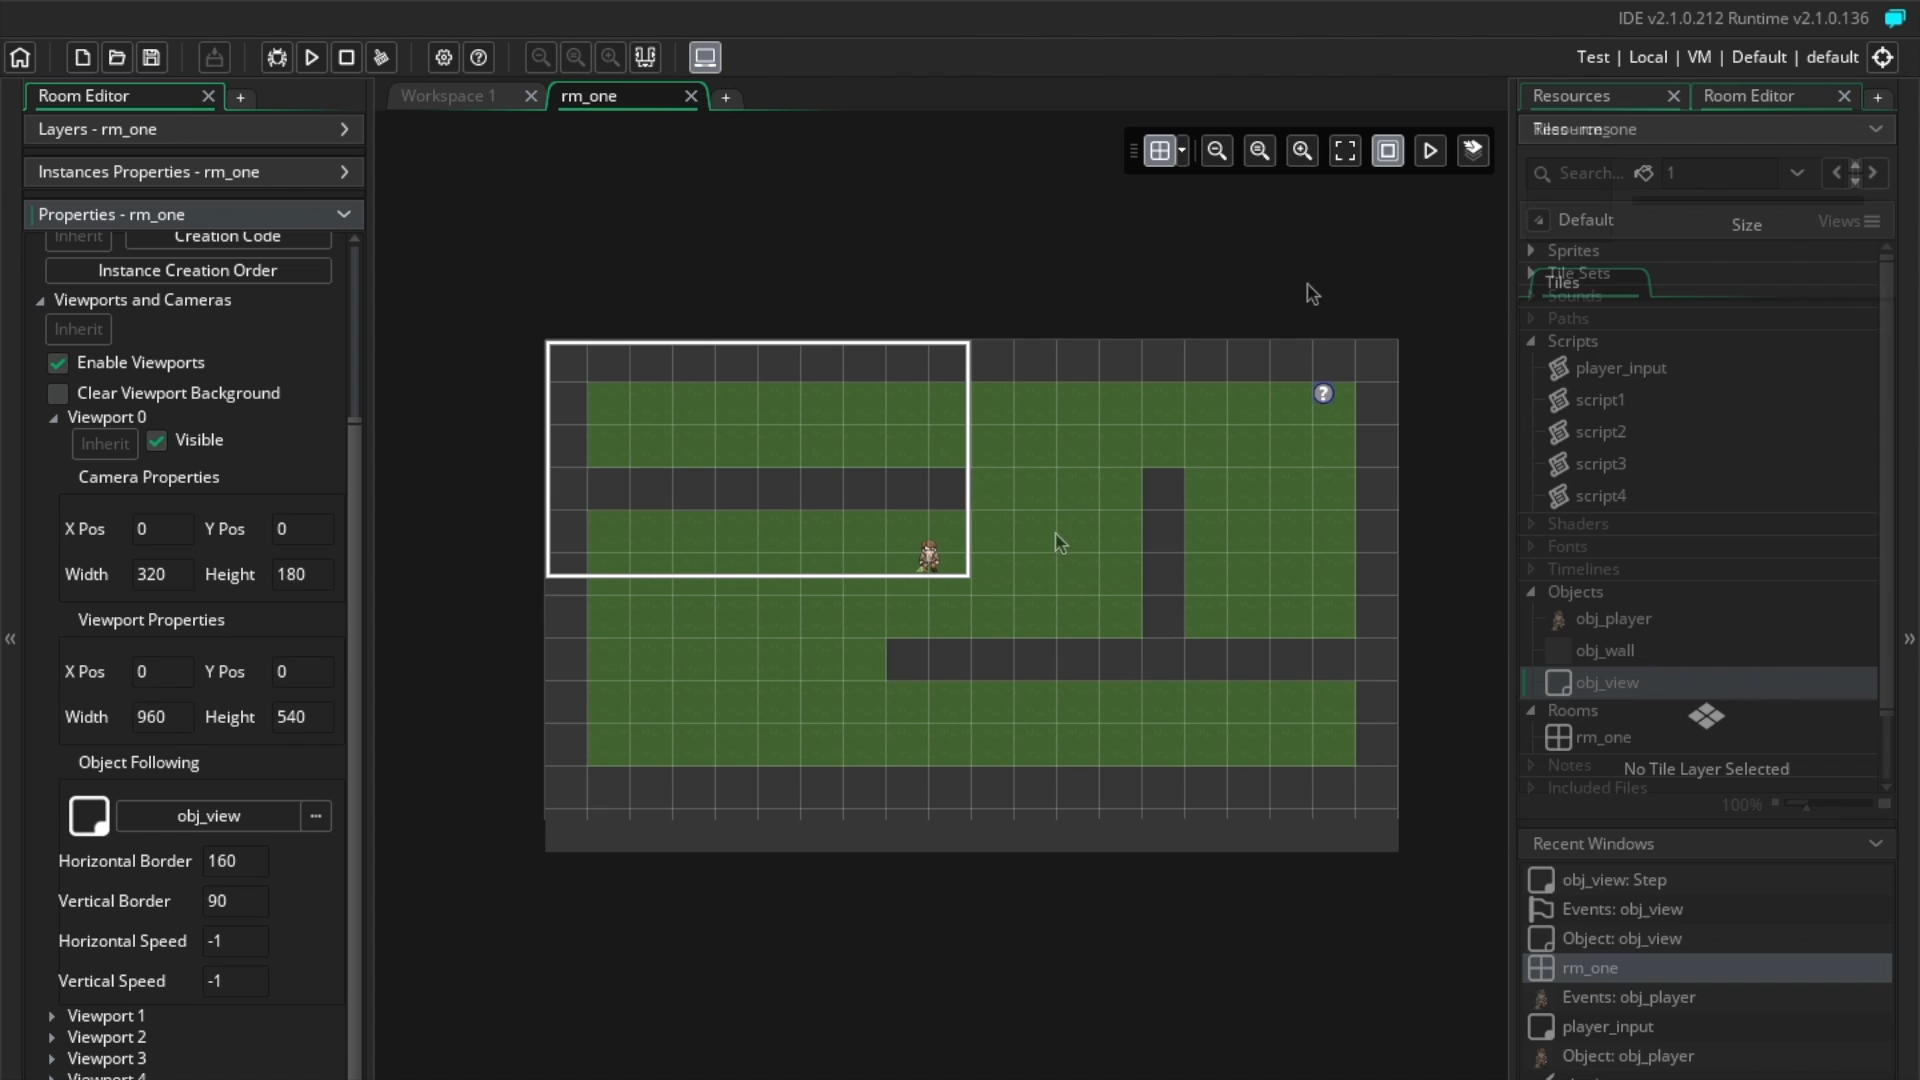 IDE v2.1.0.212 Runtime v2.1.0.136
Test | Local | VM | Default | default
Room Editor
Layers - rm_one
Instances Properties - rm_one
Properties - rm_one
Inherit
Creation Code
Instance Creation Order
Viewports and Cameras
Inherit
Enable Viewports
Clear Viewport Background
Viewport 0
Inherit
Visible
Camera Properties
X Pos 0 Y Pos 0
Width 320 Height 180
Viewport Properties
X Pos 0 Y Pos 0
Width 960 Height 540
Object Following
obj_view
Horizontal Border 160
Vertical Border 90
Horizontal Speed -1
Vertical Speed -1
Viewport 1
Viewport 2
Viewport 3
Viewport 4
Workspace 1
rm_one
?
Resources
Room Editor
Resources
Tiles - rm_one
Search...
1
Default
Size
Views
Sprites
Tile Sets
Tiles
Sounds
Paths
Scripts
player_input
script1
script2
script3
script4
Shaders
Fonts
Timelines
Objects
obj_player
obj_wall
obj_view
Rooms
rm_one
Notes
No Tile Layer Selected
Included Files
100%
Recent Windows
obj_view: Step
Events: obj_view
Object: obj_view
rm_one
Events: obj_player
player_input
Object: obj_player